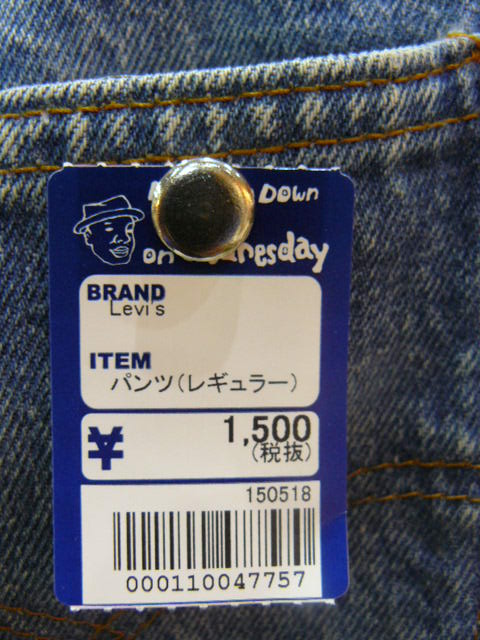 Down
on
BRAND
Levi's
ITEM
パンツ(レギュラー)
¥ 1,500
(税抜)
150518
000110047757